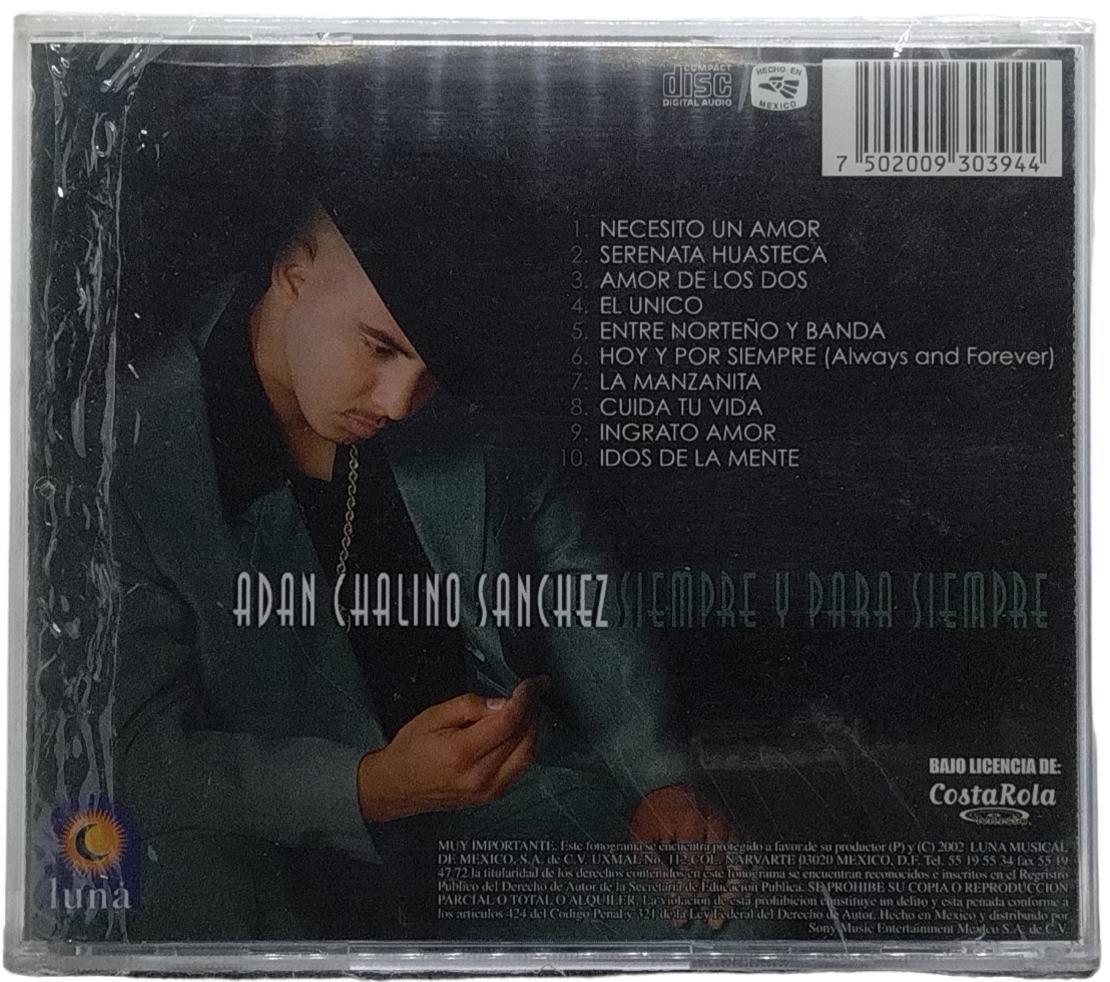 COMPACT
disc
DIGITAL AUDIO
HECHO EN
MEXICO
7 502009 303944
1. NECESITO UN AMOR
2. SERENATA HUASTECA
3. AMOR DE LOS DOS
4. EL UNICO
5. ENTRE NORTEÑO Y BANDA
6. HOY Y POR SIEMPRE (Always and Forever)
7. LA MANZANITA
8. CUIDA TU VIDA
9. INGRATO AMOR
10. IDOS DE LA MENTE
ADAN CHALINO SANCHEZ SIEMPRE Y PARA SIEMPRE
BAJO LICENCIA DE:
CostaRola
luna
MUY IMPORTANTE. Este fonograma se encuentra protegido a favor de su productor (P) y (C) 2002 LUNA MUSICAL
DE MEXICO, S.A. de C.V. UXMAL No. 112 COL. NARVARTE 03020 MEXICO, D.F. Tel. 55 19 55 34 fax 55 19
47 72 la titularidad de los derechos contenidos en este fonograma se encuentran reconocidos e inscritos en el Registro
Publico del Derecho de Autor de la Secretaria de Educacion Publica. SE PROHIBE SU COPIA O REPRODUCCION
PARCIAL O TOTAL O ALQUILER. La violacion de esta prohibicion constituye un delito y esta penada conforme a
los articulos 424 del Codigo Penal y 321 de la Ley Federal del Derecho de Autor. Hecho en Mexico y distribuido por
Sony Music Entertainment Mexico S.A. de C.V.